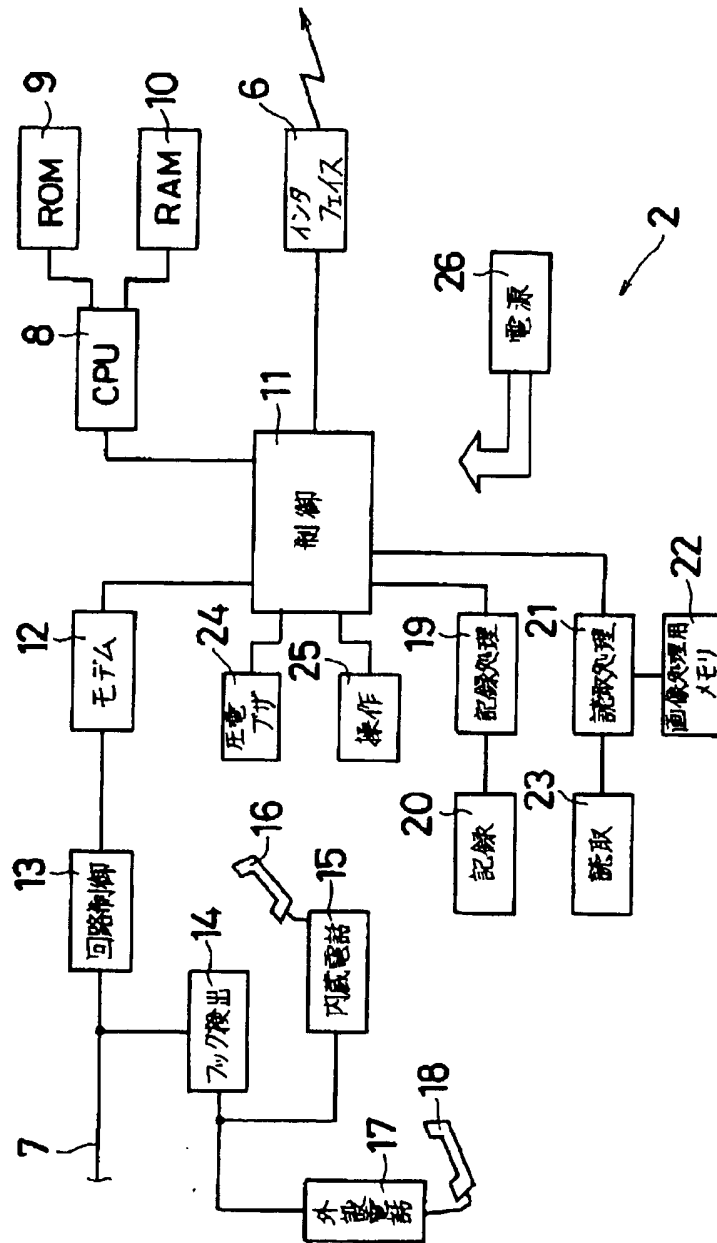 7
13
回路制御
12
モデム
8
CPU
9
ROM
RAM
10
14
フック検出
16
15
内蔵電話
17
外設電話
18
24
圧電
ブザ
25
操作
11
制御
インタ
フェイス
6
19
記録処理
20
記録
21
読取処理
23
読取
22
画像処理用
メモリ
26
電源
2